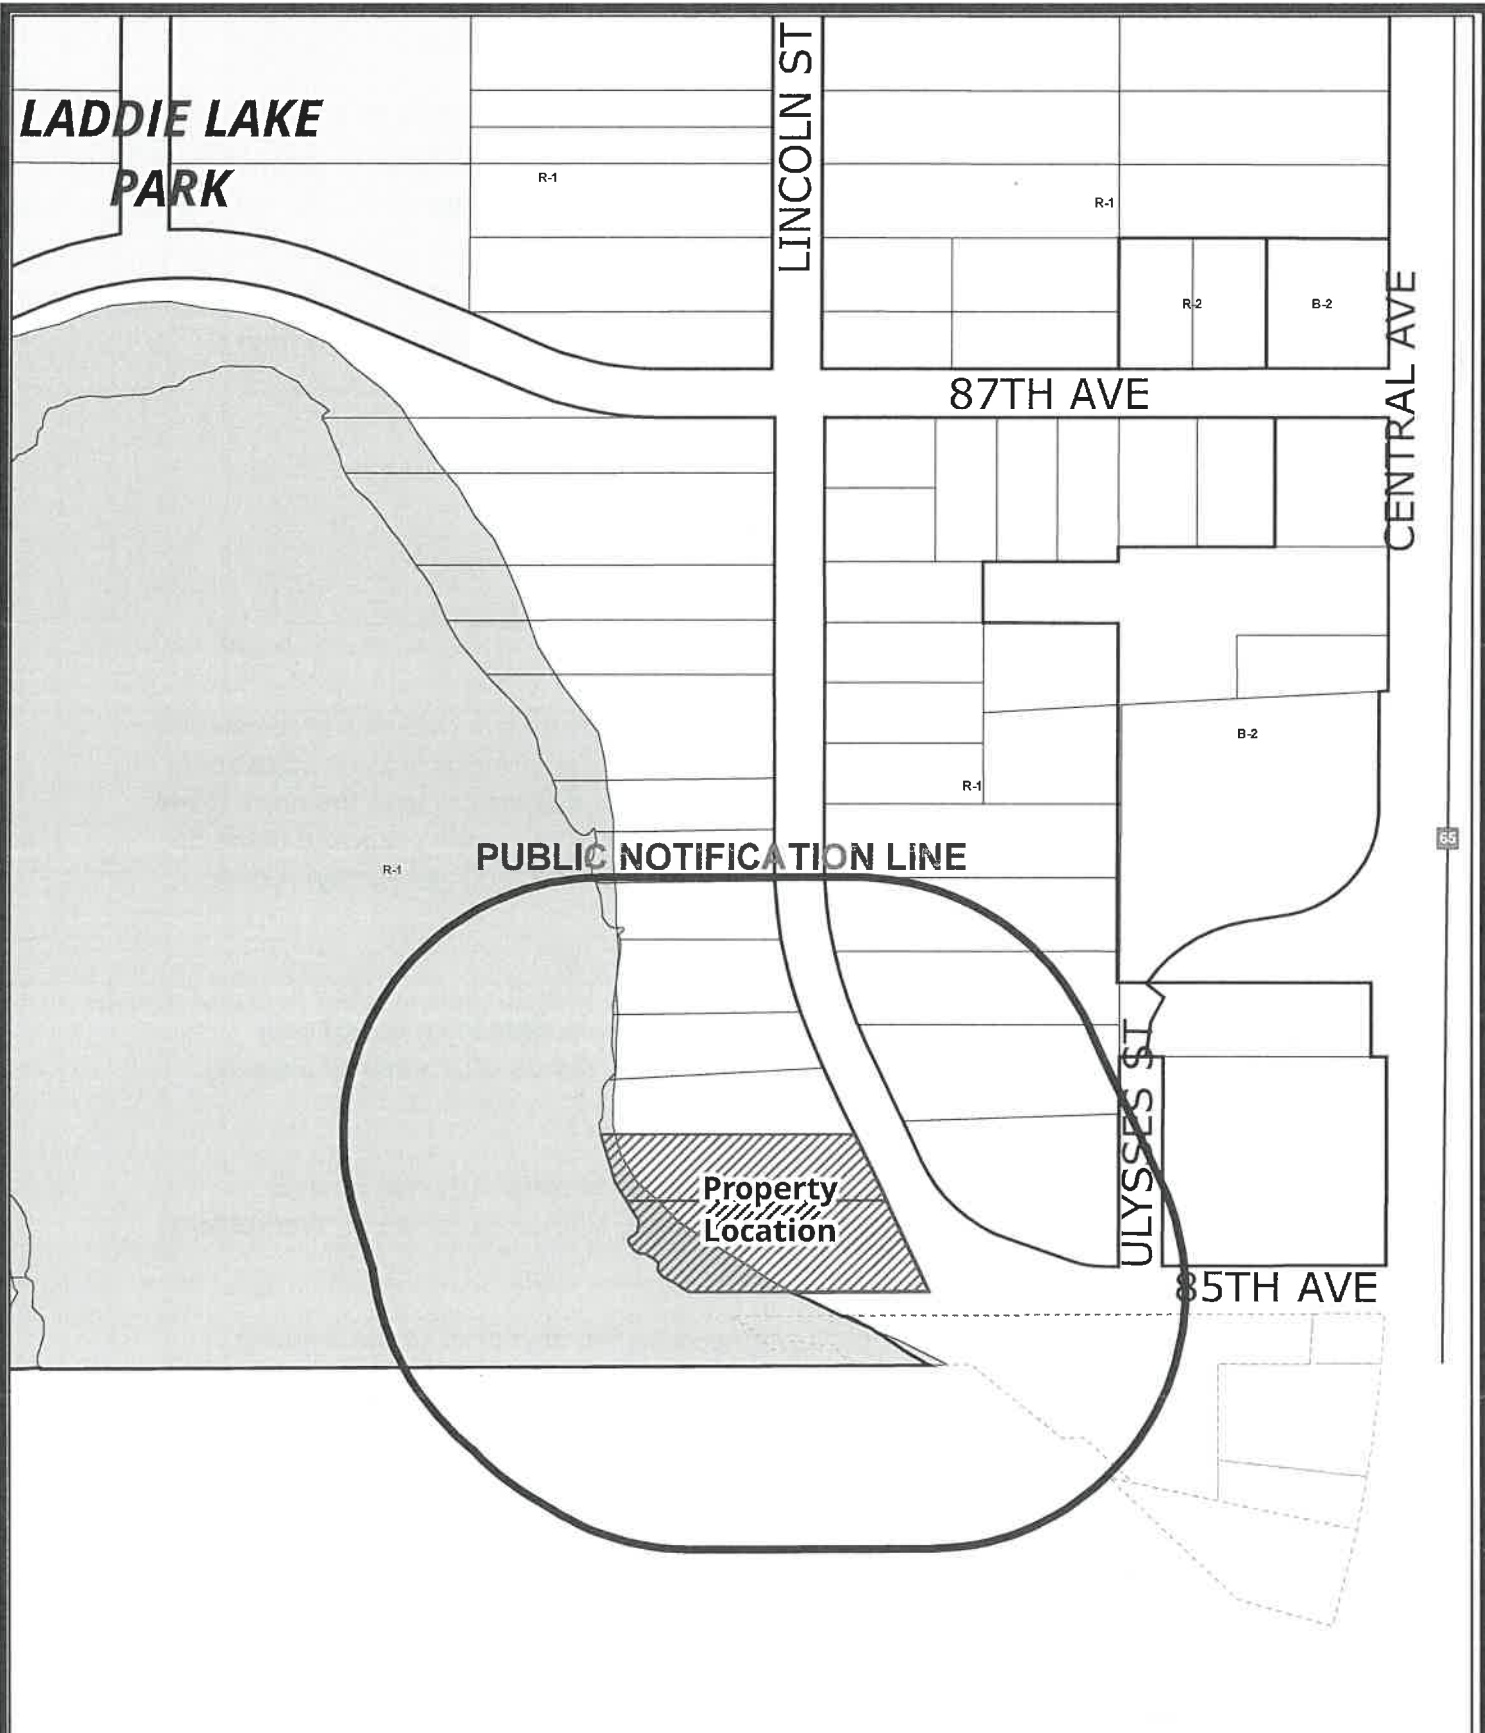 LINCOLN ST
LADDIE LAKE
PARK
R-1
R-1
R-2
B-2
CENTRAL AVE
87TH AVE
B-2
R-1
65
PUBLIC NOTIFICATION LINE
R-1
ULYSSES ST
Property
Location
85TH AVE